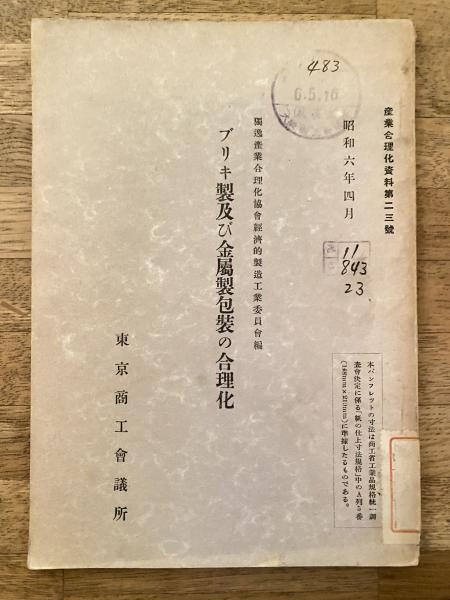 産業合理化資料第二三號
483
6.5.16
昭和六年四月
11
843
23
獨逸産業合理化協會經濟的製造工業委員會編
ブリキ製及び金屬製包裝の合理化
東京商工會議所
本パンフレットの寸法は商工省工業品規格統一調
査會決定に係る「紙の仕上寸法規格」中のA列5番
(148mm×210mm)に準據したるものである。